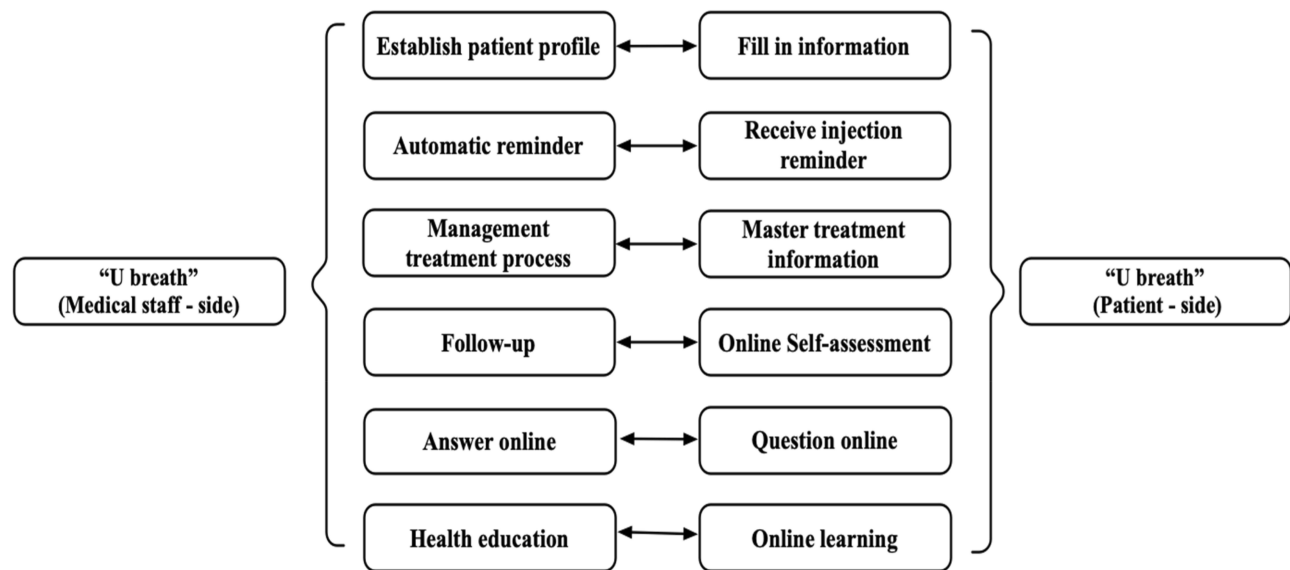 Establish patient profile
Fill in information
Automatic reminder
Receive injection
reminder
Management
treatment process
Master treatment
information
“U breath”
(Medical staff - side)
“U breath”
(Patient - side)
Follow-up
Online Self-assessment
Answer online
Question online
Health education
Online learning